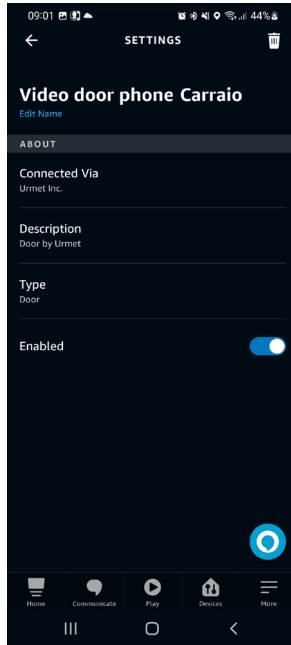 09:01 44%
SETTINGS
Video door phone Carraio
Edit Name
ABOUT
Connected Via
Urmet Inc.
Description
Door by Urmet
Type
Door
Enabled
Home Communicate Play Devices More